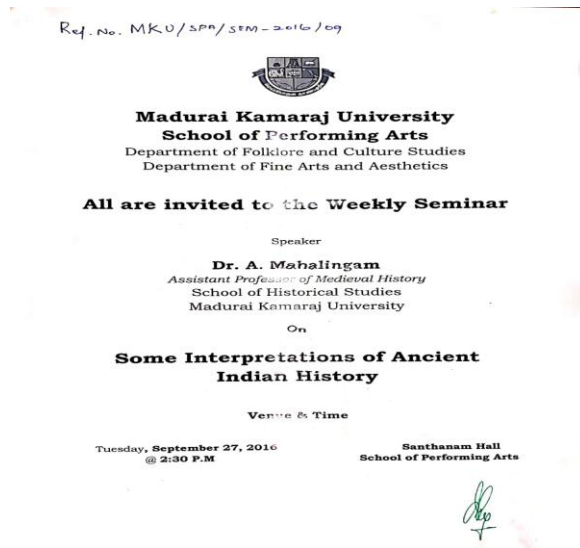 Ref. No. MKU/SPA/SEM-2016/09
Madurai Kamaraj University
School of Performing Arts
Department of Folklore and Culture Studies
Department of Fine Arts and Aesthetics
All are invited to the Weekly Seminar
Speaker
Dr. A. Mahalingam
Assistant Professor of Medieval History
School of Historical Studies
Madurai Kamaraj University
On
Some Interpretations of Ancient
Indian History
Venue & Time
Tuesday, September 27, 2016
@ 2:30 P.M
Santhanam Hall
School of Performing Arts